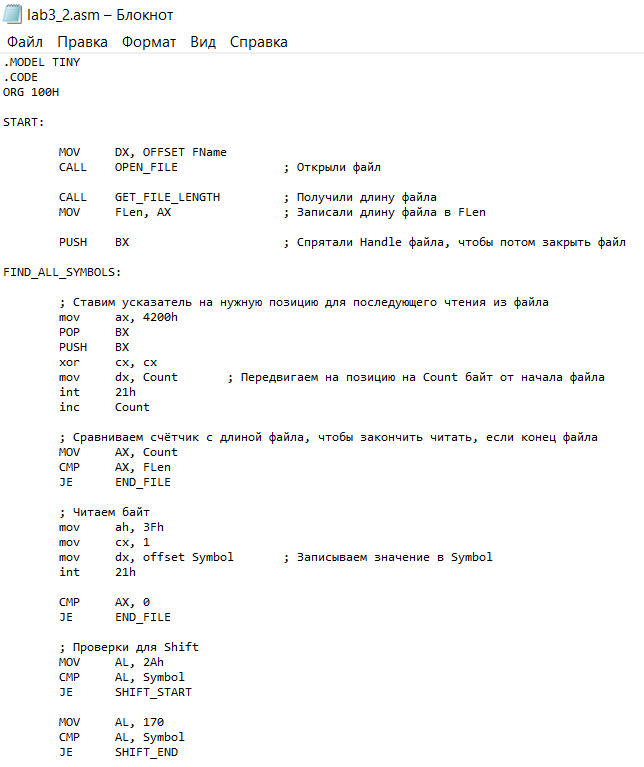 lab3_2.asm – Блокнот
Файл Правка Формат Вид Справка
.MODEL TINY
.CODE
ORG 100H
START:
MOV DX, OFFSET FName
CALL OPEN_FILE ; Открыли файл
CALL GET_FILE_LENGTH ; Получили длину файла
MOV FLen, AX ; Записали длину файла в FLen
PUSH BX ; Спрятали Handle файла, чтобы потом закрыть файл
FIND_ALL_SYMBOLS:
; Ставим усказатель на нужную позицию для последующего чтения из файла
mov ax, 4200h
POP BX
PUSH BX
xor cx, cx
mov dx, Count ; Передвигаем на позицию на Count байт от начала файла
int 21h
inc Count
; Сравниваем счётчик с длиной файла, чтобы закончить читать, если конец файла
MOV AX, Count
CMP AX, FLen
JE END_FILE
; Читаем байт
mov ah, 3Fh
mov cx, 1
mov dx, offset Symbol ; Записываем значение в Symbol
int 21h
CMP AX, 0
JE END_FILE
; Проверки для Shift
MOV AL, 2Ah
CMP AL, Symbol
JE SHIFT_START
MOV AL, 170
CMP AL, Symbol
JE SHIFT_END